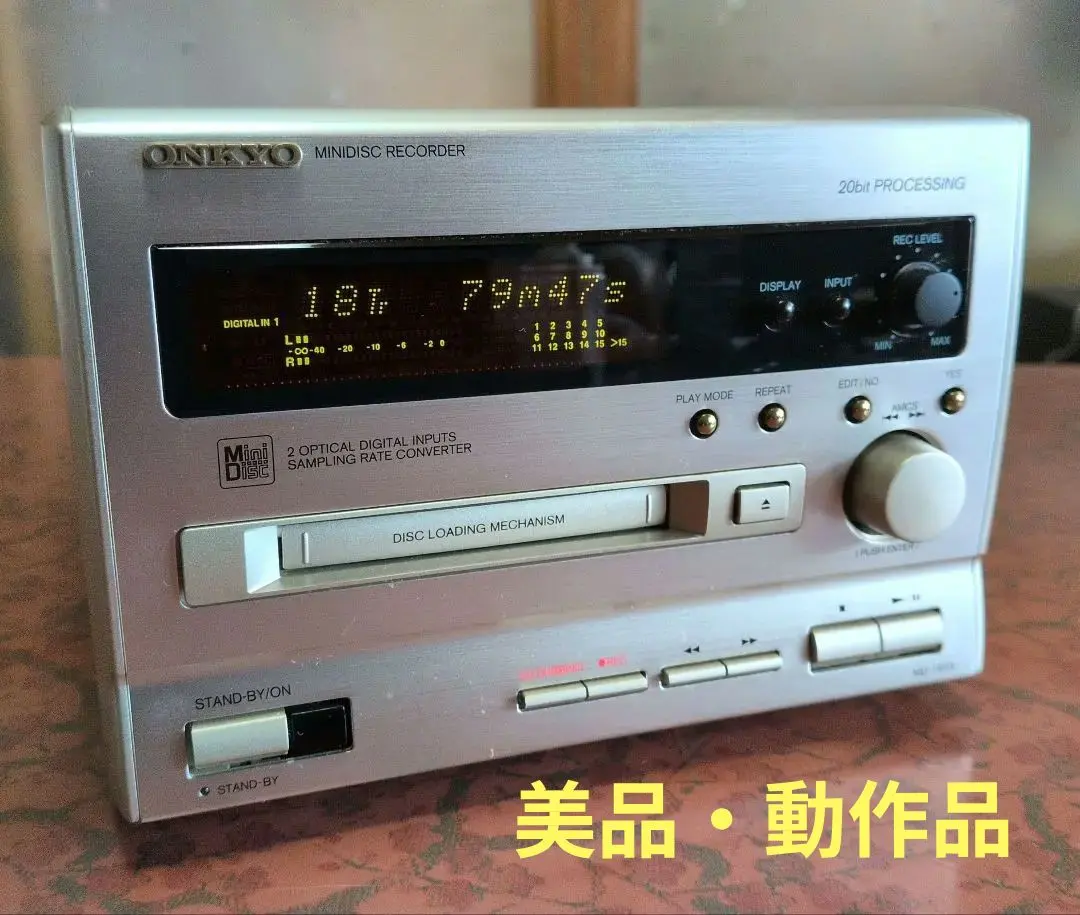 ONKYO MINIDISC RECORDER
20bit PROCESSING
REC LEVEL
DISPLAY INPUT
MIN MAX
18Tr 79m47s
DIGITAL IN 1
L
-∞ -40 -20 -10 -6 -2 0
R
1 2 3 4 5
6 7 8 9 10
11 12 13 14 15 >15
PLAY MODE REPEAT EDIT / NO YES
AMCS
Mini
Disc
2 OPTICAL DIGITAL INPUTS
SAMPLING RATE CONVERTER
DISC LOADING MECHANISM
PUSH ENTER
STAND-BY/ON
● REC
STAND-BY
美品・動作品